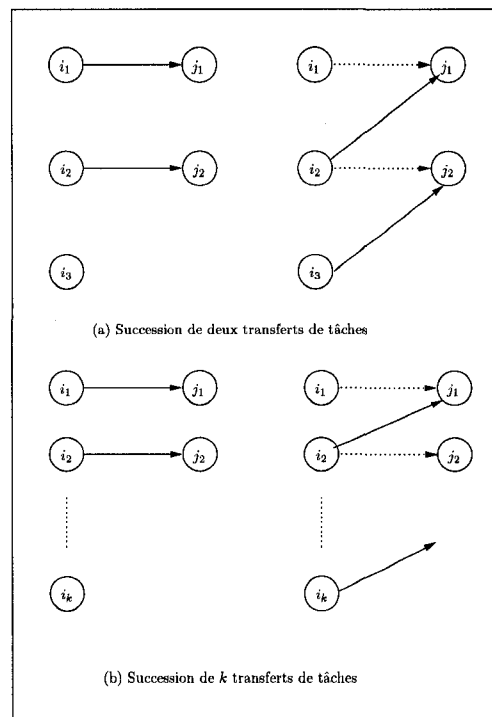 i₁ j₁ i₁ j₁
i₂ j₂ i₂ j₂
i₃ i₃
(a) Succession de deux transferts de tâches
i₁ j₁ i₁ j₁
i₂ j₂ i₂ j₂
iₖ iₖ
(b) Succession de k transferts de tâches